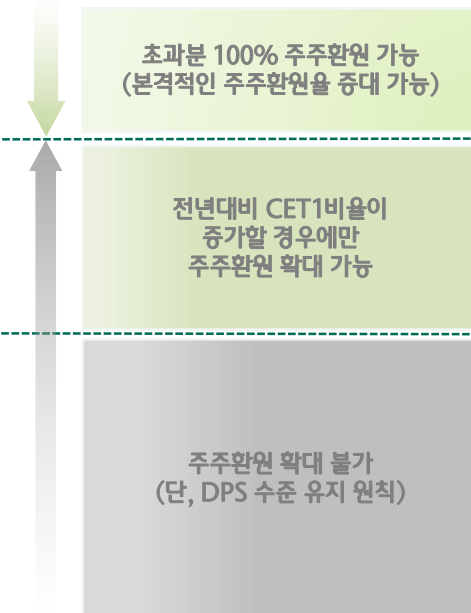 초과분 100% 주주환원 가능
(본격적인 주주환원율 증대 가능)
전년대비 CET1비율이
증가할 경우에만
주주환원 확대 가능
주주환원 확대 불가
(단, DPS 수준 유지 원칙)